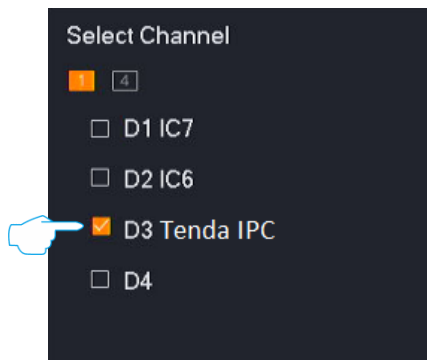 Select Channel
1 4
D1 IC7
D2 IC6
D3 Tenda IPC
D4